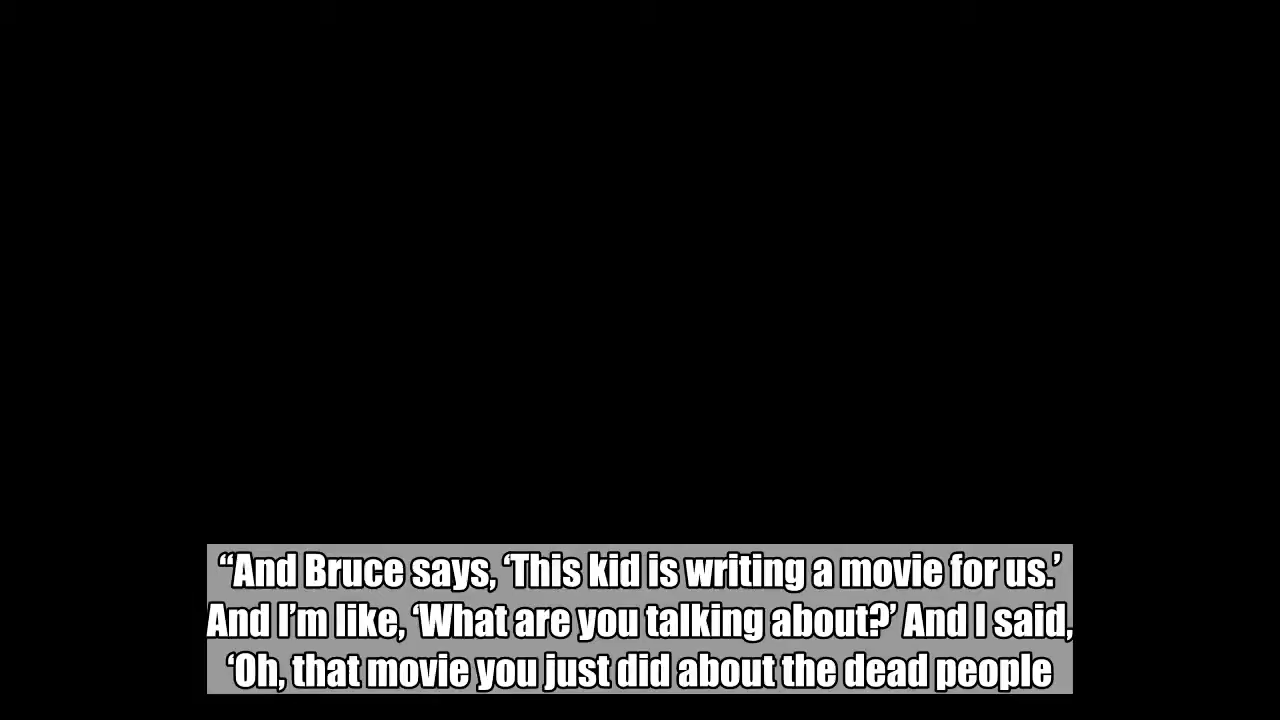 “And Bruce says, ‘This kid is writing a movie for us.’
And I’m like, ‘What are you talking about?’ And I said,
‘Oh, that movie you just did about the dead people